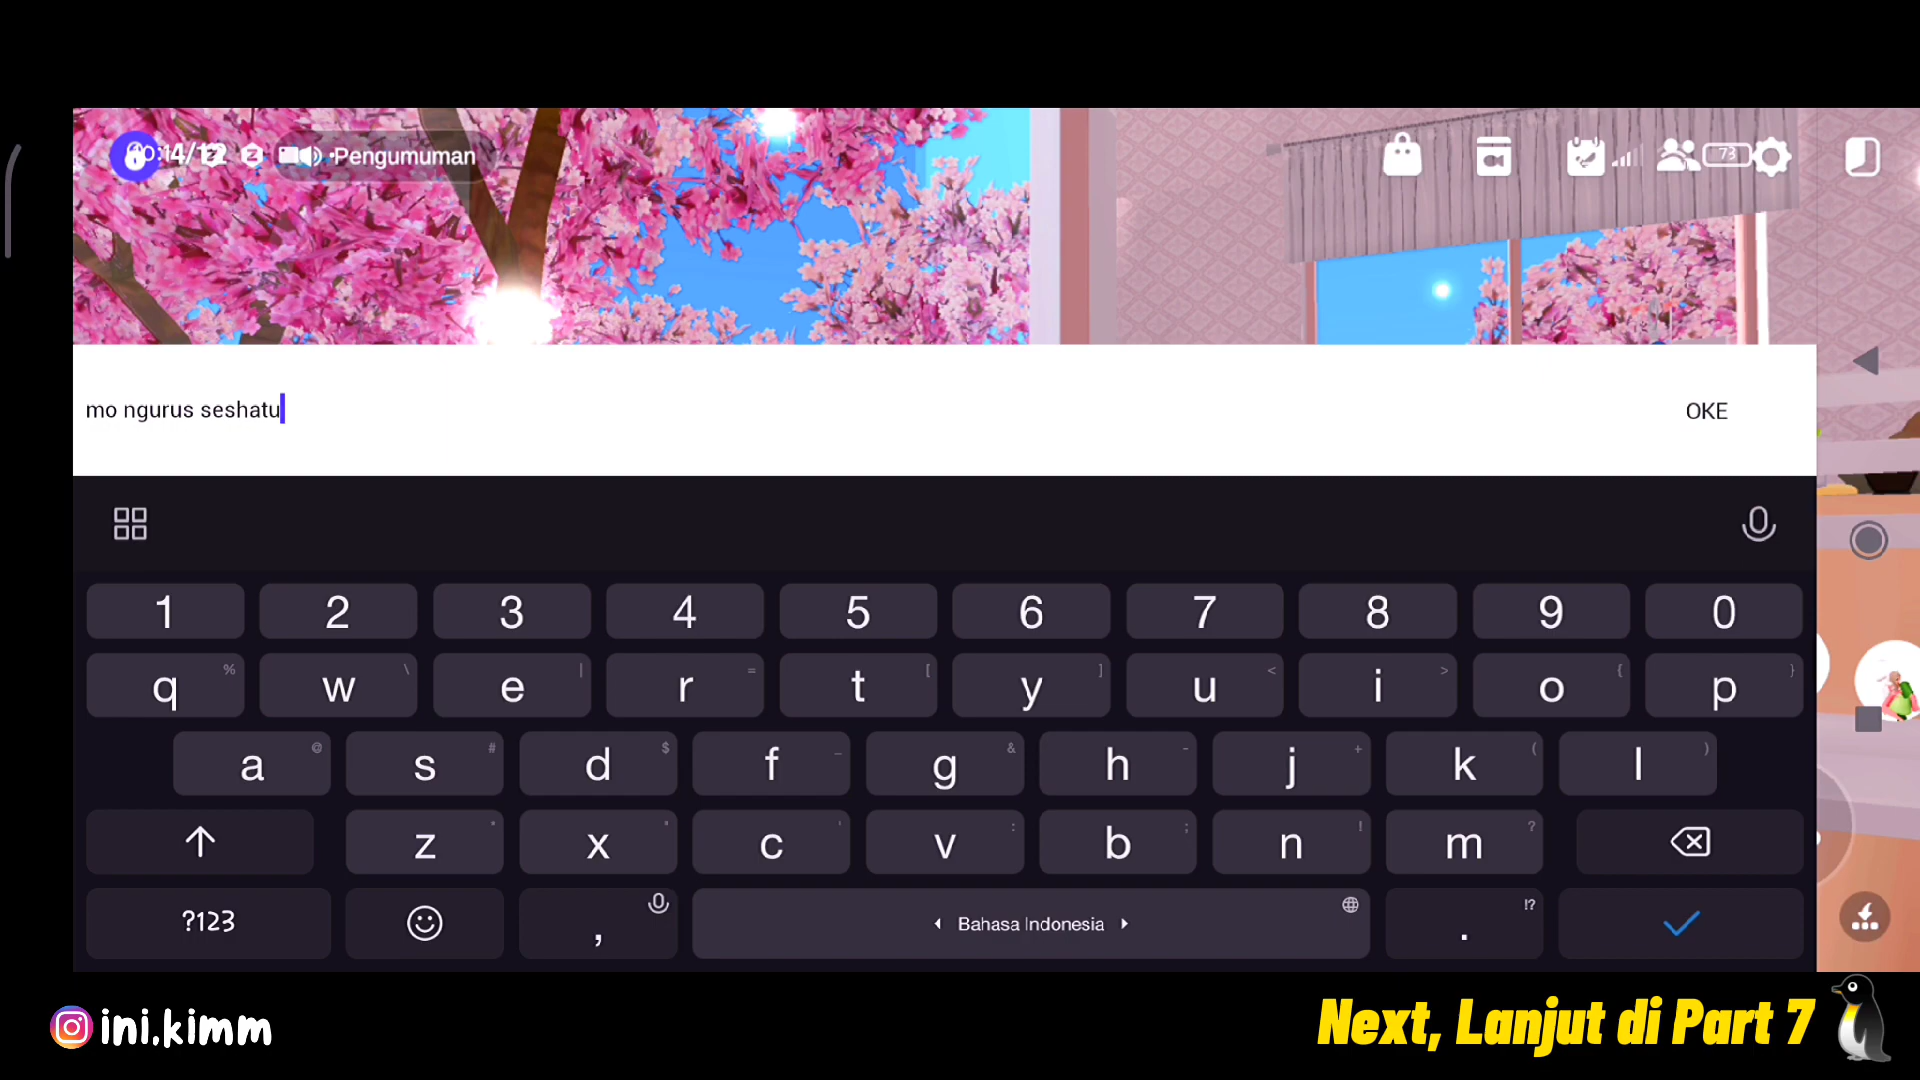 •Pengumuman
73
mo ngurus seshatu
OKE
1 2 3 4 5 6 7 8 9 0
q % w \ e | r = t [ y ] u < i > o { p }
a @ s # d $ f _ g & h - j + k ( l )
z x c v : b ; n ! m ?
?123 , Bahasa Indonesia . !?
ini.kimm
Next, Lanjut di Part 7